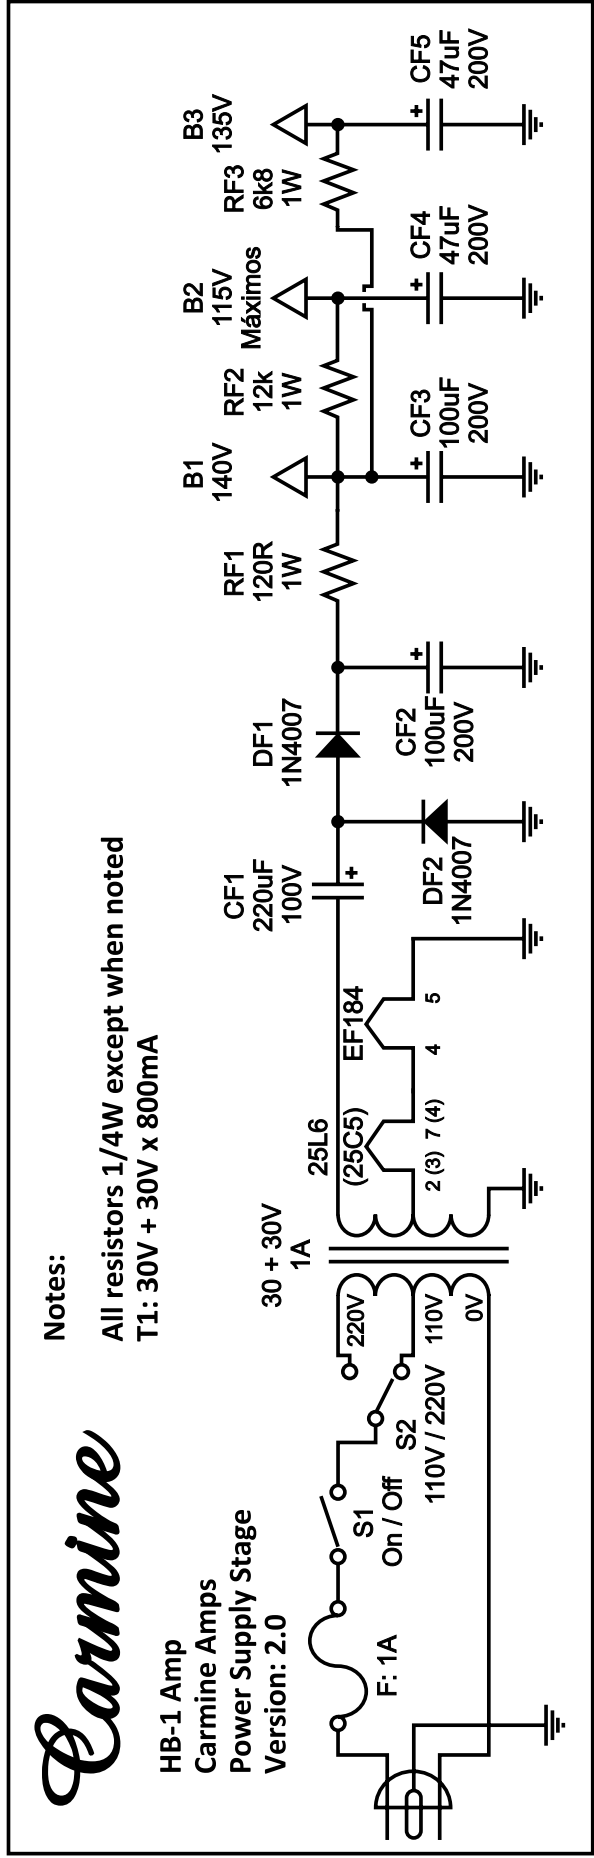 Carmine
HB-1 Amp
Carmine Amps
Power Supply Stage
Version: 2.0
Notes:
All resistors 1/4W except when noted
T1: 30V + 30V x 800mA
F: 1A
S1
On / Off
S2
110V / 220V
220V
110V
0V
30 + 30V
1A
25L6
(25C5)
2 (3)
7 (4)
EF184
4
5
CF1
220uF
100V
+
DF2
1N4007
DF1
1N4007
CF2
100uF
200V
+
RF1
120R
1W
B1
140V
CF3
100uF
200V
+
RF2
12k
1W
B2
115V
Máximos
CF4
47uF
200V
+
RF3
6k8
1W
B3
135V
CF5
47uF
200V
+